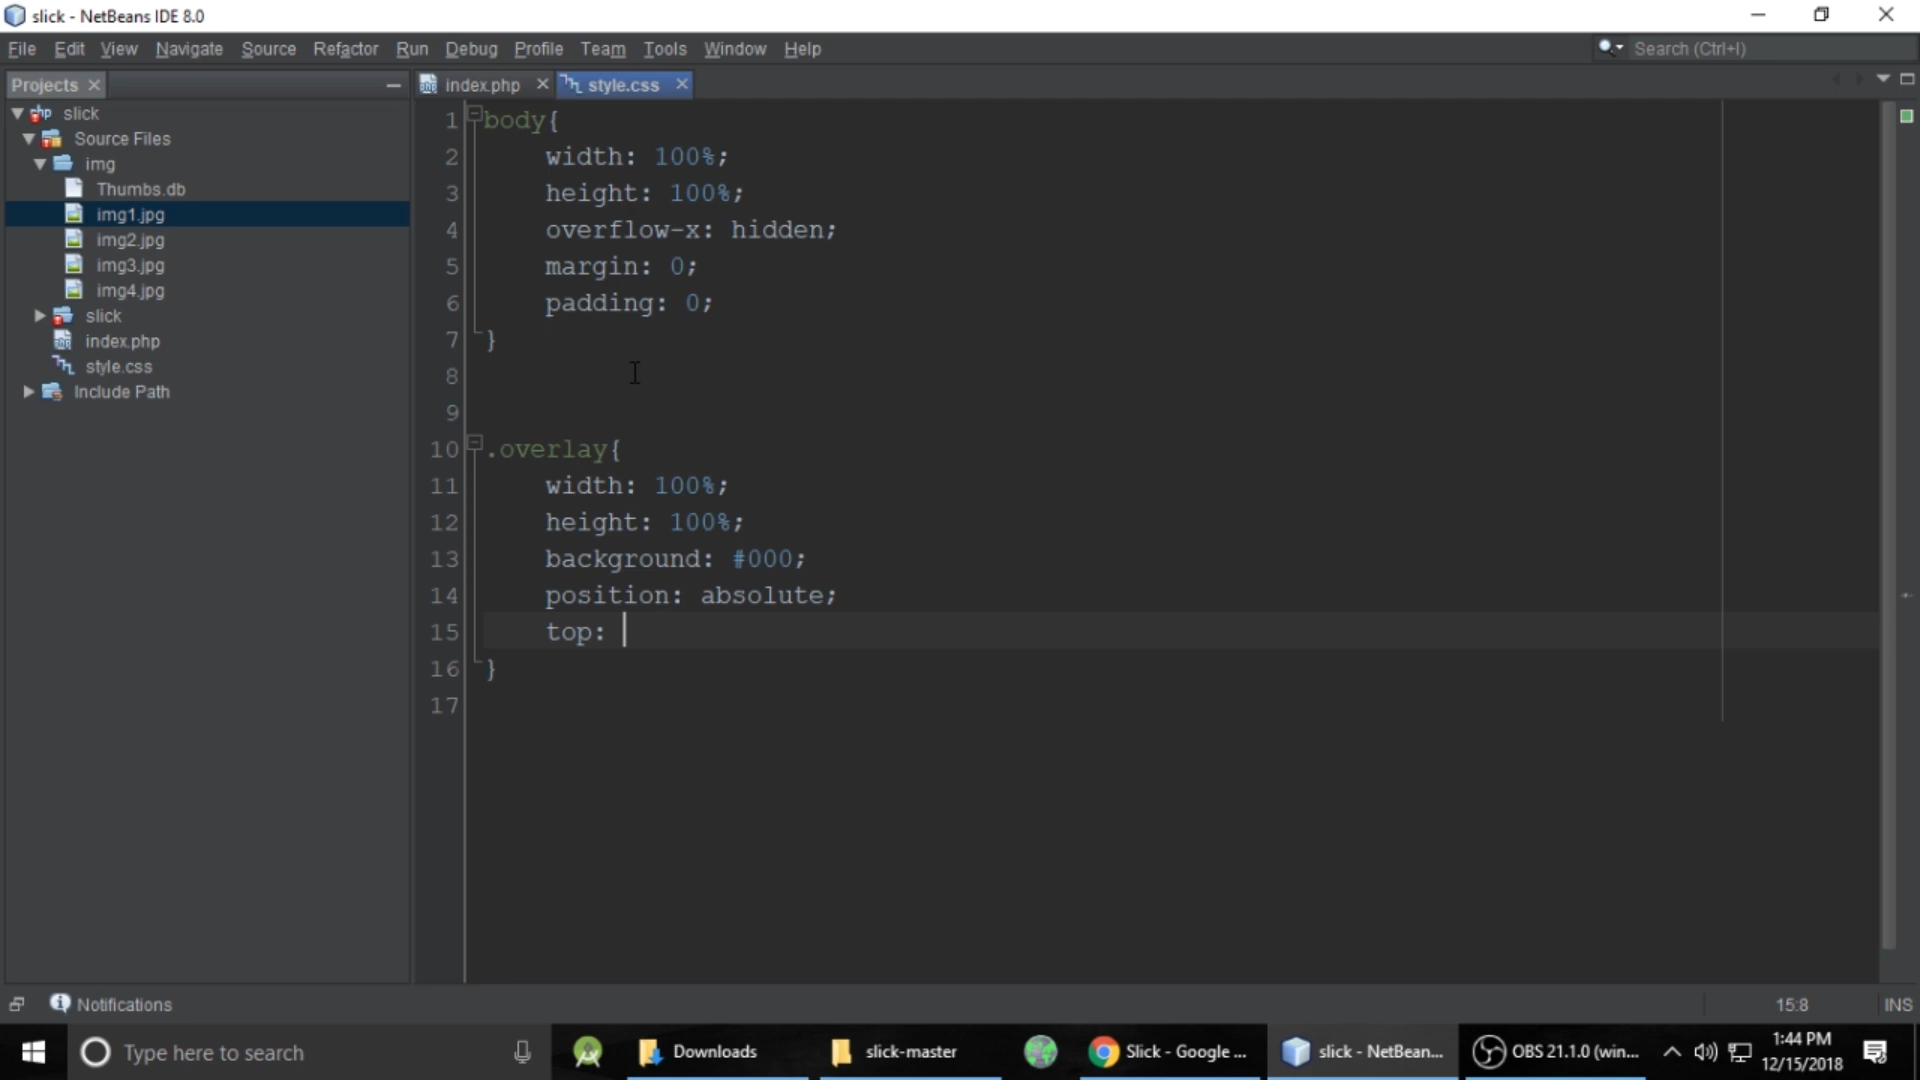 slick - NetBeans IDE 8.0
File Edit View Navigate Source Refactor Run Debug Profile Team Tools Window Help
Search (Ctrl+I)
Projects
index.php
style.css
slick
Source Files
img
Thumbs.db
img1.jpg
img2.jpg
img3.jpg
img4.jpg
slick
index.php
style.css
Include Path
1 body{
2 width: 100%;
3 height: 100%;
4 overflow-x: hidden;
5 margin: 0;
6 padding: 0;
7 }
8
9
10 .overlay{
11 width: 100%;
12 height: 100%;
13 background: #000;
14 position: absolute;
15 top:
16 }
17
Notifications
15:8
INS
Type here to search
Downloads
slick-master
Slick - Google ...
slick - NetBean...
OBS 21.1.0 (win...
1:44 PM
12/15/2018